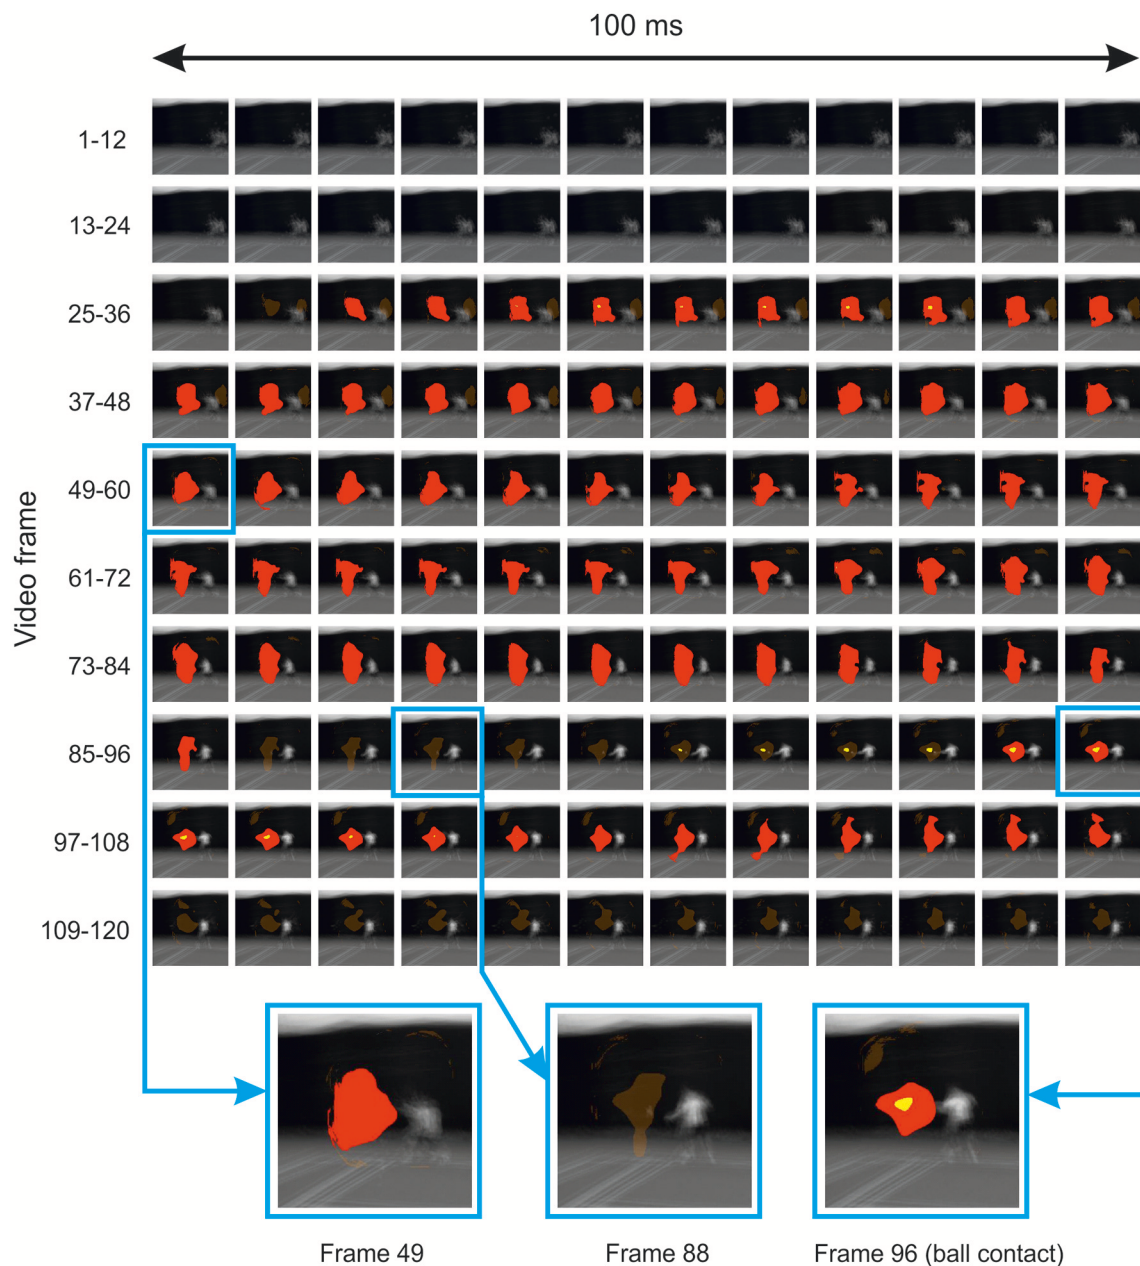 100 ms
Video frame
1-12
13-24
25-36
37-48
49-60
61-72
73-84
85-96
97-108
109-120
Frame 49
Frame 88
Frame 96 (ball contact)